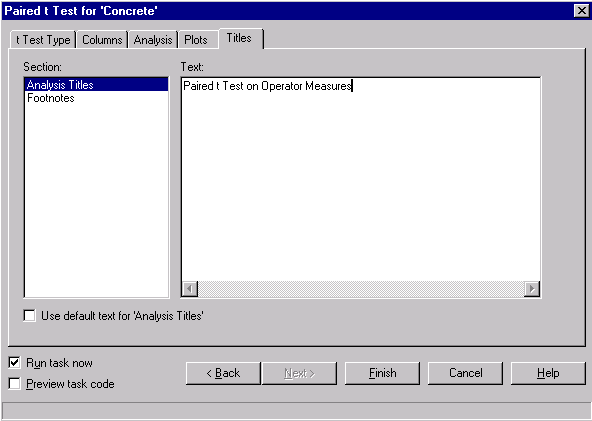 Paired t Test for 'Concrete'
t Test Type Columns Analysis Plots Titles
Section: Text:
Analysis Titles
Footnotes
Paired t Test on Operator Measures
Use default text for 'Analysis Titles'
Run task now
Preview task code
< Back Next > Finish Cancel Help